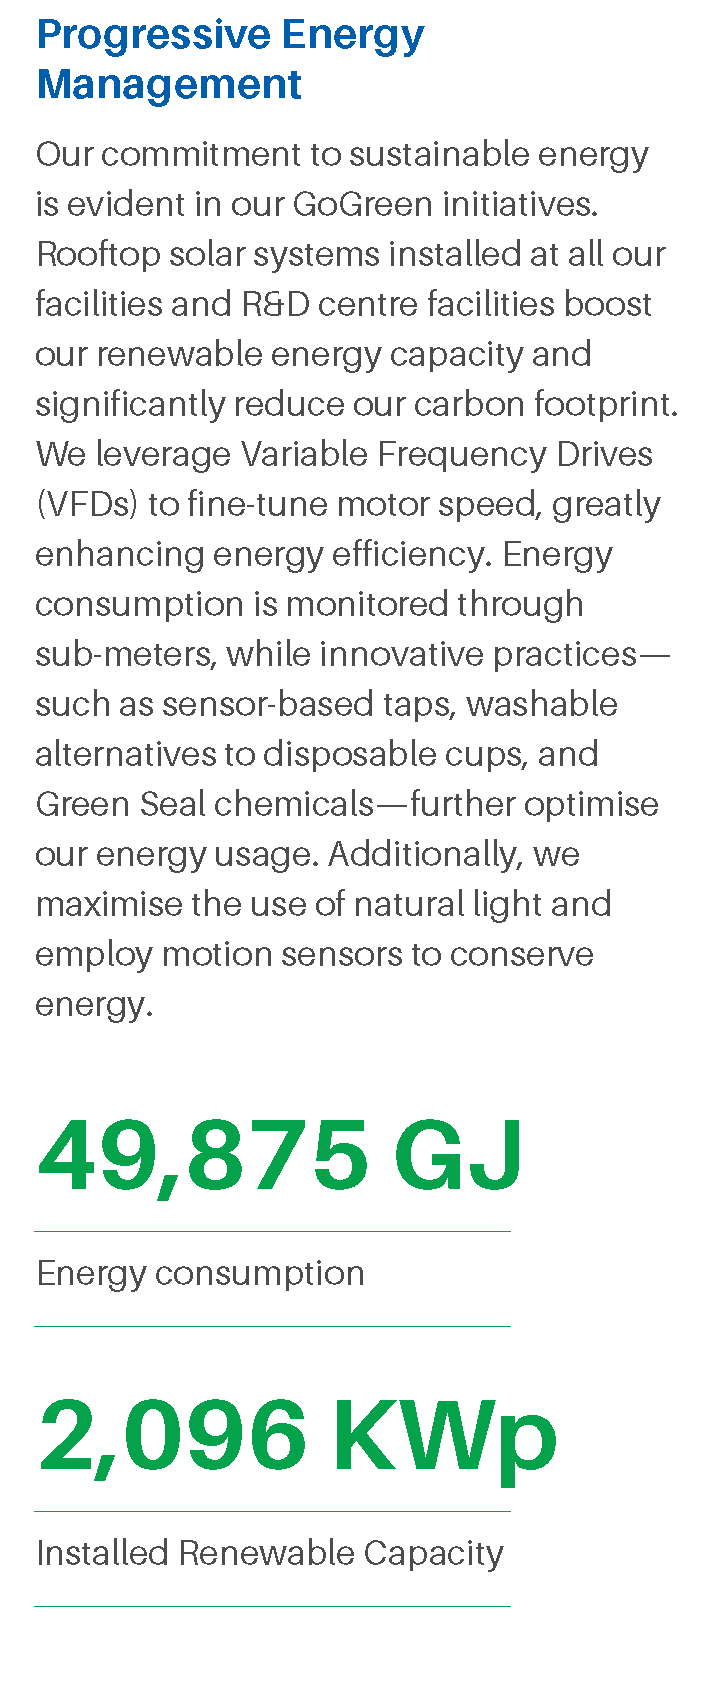 Progressive Energy
Management
Our commitment to sustainable energy
is evident in our GoGreen initiatives.
Rooftop solar systems installed at all our
facilities and R&D centre facilities boost
our renewable energy capacity and
significantly reduce our carbon footprint.
We leverage Variable Frequency Drives
(VFDs) to fine-tune motor speed, greatly
enhancing energy efficiency. Energy
consumption is monitored through
sub-meters, while innovative practices—
such as sensor-based taps, washable
alternatives to disposable cups, and
Green Seal chemicals—further optimise
our energy usage. Additionally, we
maximise the use of natural light and
employ motion sensors to conserve
energy.
49,875 GJ
Energy consumption
2,096 KWp
Installed Renewable Capacity